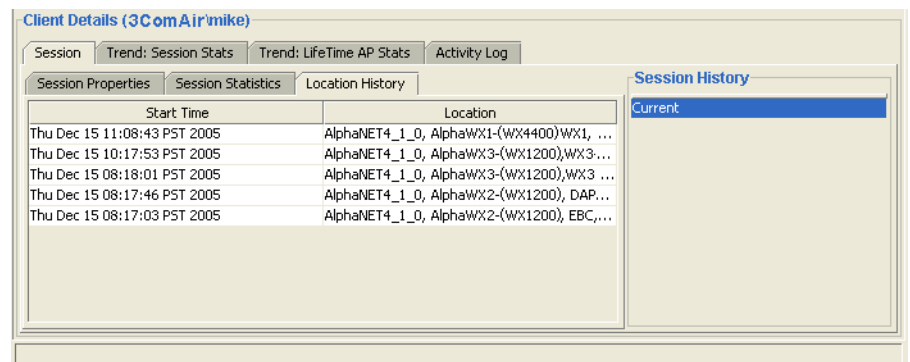 Client Details (3ComAir\mike)
Session Trend: Session Stats Trend: LifeTime AP Stats Activity Log
Session Properties Session Statistics Location History
Start Time Location
Thu Dec 15 11:08:43 PST 2005 AlphaNET4_1_0, AlphaWX1-(WX4400)WX1, ...
Thu Dec 15 10:17:53 PST 2005 AlphaNET4_1_0, AlphaWX3-(WX1200),WX3-...
Thu Dec 15 08:18:01 PST 2005 AlphaNET4_1_0, AlphaWX3-(WX1200),WX3 ...
Thu Dec 15 08:17:46 PST 2005 AlphaNET4_1_0, AlphaWX2-(WX1200), DAP...
Thu Dec 15 08:17:03 PST 2005 AlphaNET4_1_0, AlphaWX2-(WX1200), EBC,...
Session History
Current